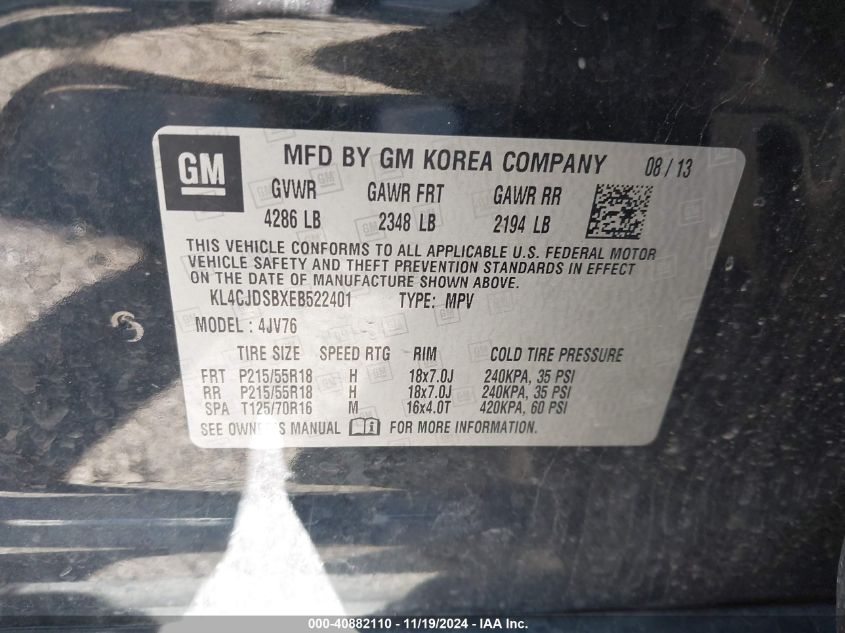 GM
MFD BY GM KOREA COMPANY 08 / 13
GVWR GAWR FRT GAWR RR
4286 LB 2348 LB 2194 LB
THIS VEHICLE CONFORMS TO ALL APPLICABLE U.S. FEDERAL MOTOR
VEHICLE SAFETY AND THEFT PREVENTION STANDARDS IN EFFECT
ON THE DATE OF MANUFACTURE SHOWN ABOVE.
KL4CJDSBXEB522401 TYPE: MPV
MODEL : 4JV76
TIRE SIZE SPEED RTG RIM COLD TIRE PRESSURE
FRT P215/55R18 H 18x7.0J 240KPA, 35 PSI
RR P215/55R18 H 18x7.0J 240KPA, 35 PSI
SPA T125/70R16 M 16x4.0T 420KPA, 60 PSI
SEE OWNERS MANUAL FOR MORE INFORMATION.
000-40882110 - 11/19/2024 - IAA Inc.